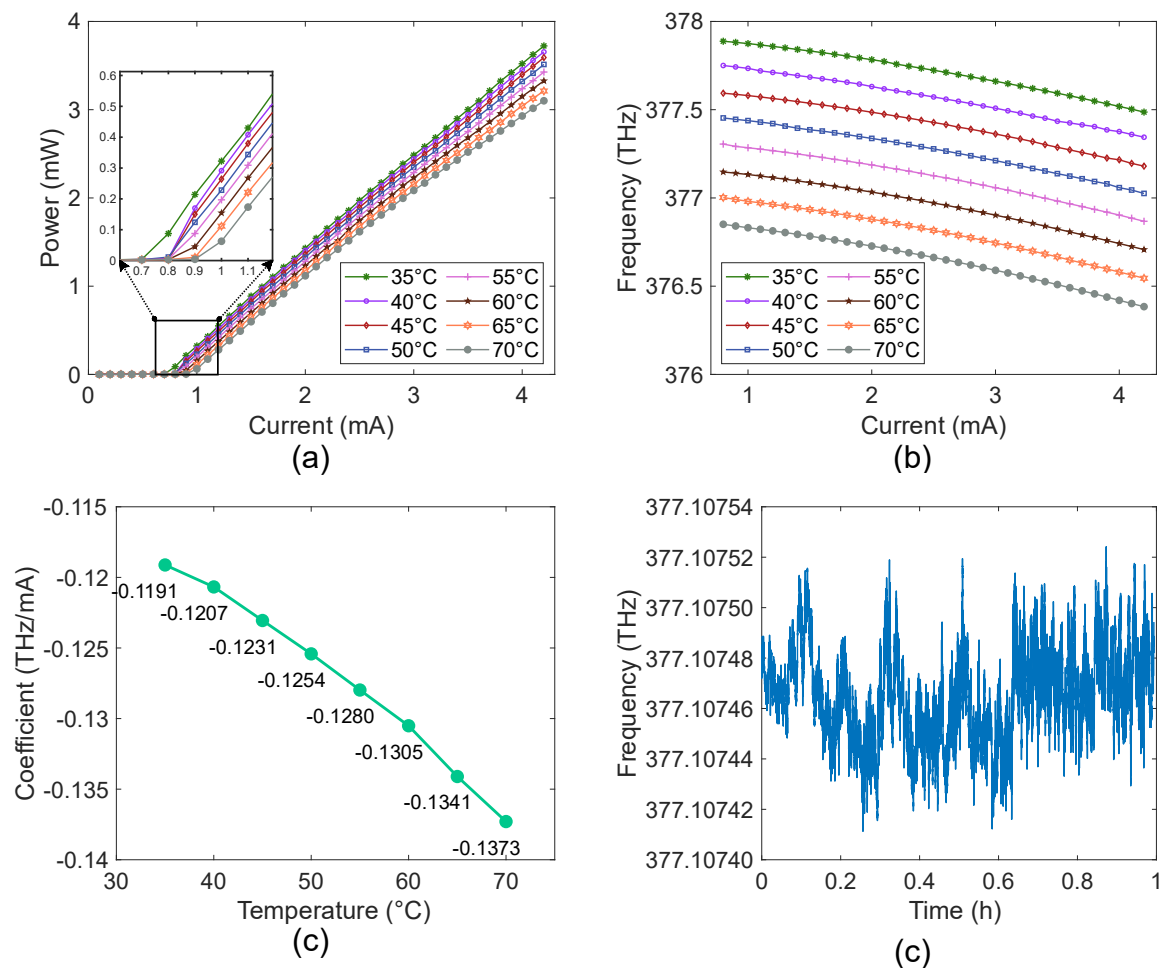 4
3
2
1
0
Power (mW)
0.6
0.5
0.4
0.3
0.2
0.1
0
0.7 0.8 0.9 1 1.1
35°C 55°C
40°C 60°C
45°C 65°C
50°C 70°C
0 1 2 3 4
Current (mA)
(a)
378
377.5
377
376.5
376
Frequency (THz)
35°C 55°C
40°C 60°C
45°C 65°C
50°C 70°C
1 2 3 4
Current (mA)
(b)
-0.115
-0.12
-0.125
-0.13
-0.135
-0.14
Coefficient (THz/mA)
-0.1191
-0.1207
-0.1231
-0.1254
-0.1280
-0.1305
-0.1341
-0.1373
30 40 50 60 70
Temperature (°C)
(c)
377.10754
377.10752
377.10750
377.10748
377.10746
377.10744
377.10742
377.10740
Frequency (THz)
0 0.2 0.4 0.6 0.8 1
Time (h)
(c)